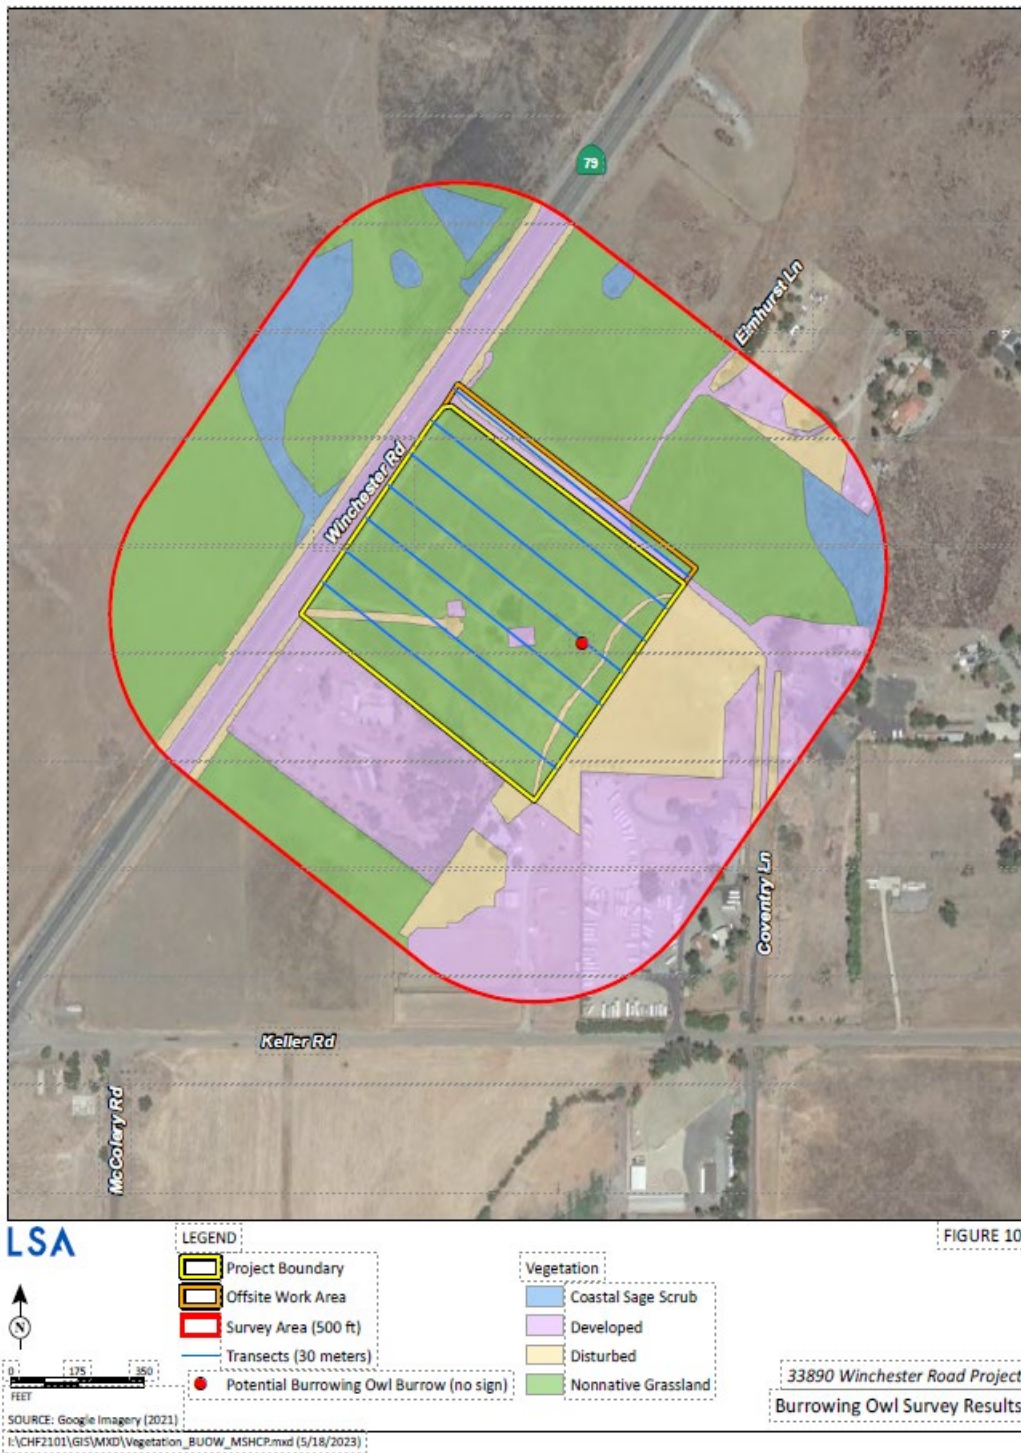 79
Elmhurst Ln
Winchester Rd
Coventry Ln
Keller Rd
McColery Rd
LSA
LEGEND
FIGURE 10
Project Boundary
Offsite Work Area
Survey Area (500 ft)
Transects (30 meters)
Potential Burrowing Owl Burrow (no sign)
Vegetation
Coastal Sage Scrub
Developed
Disturbed
Nonnative Grassland
N
0 175 350
FEET
SOURCE: Google Imagery (2021)
I:\CHF2101\GIS\MXD\Vegetation_BUOW_MSHCP.mxd (5/18/2023)
33890 Winchester Road Project
Burrowing Owl Survey Results